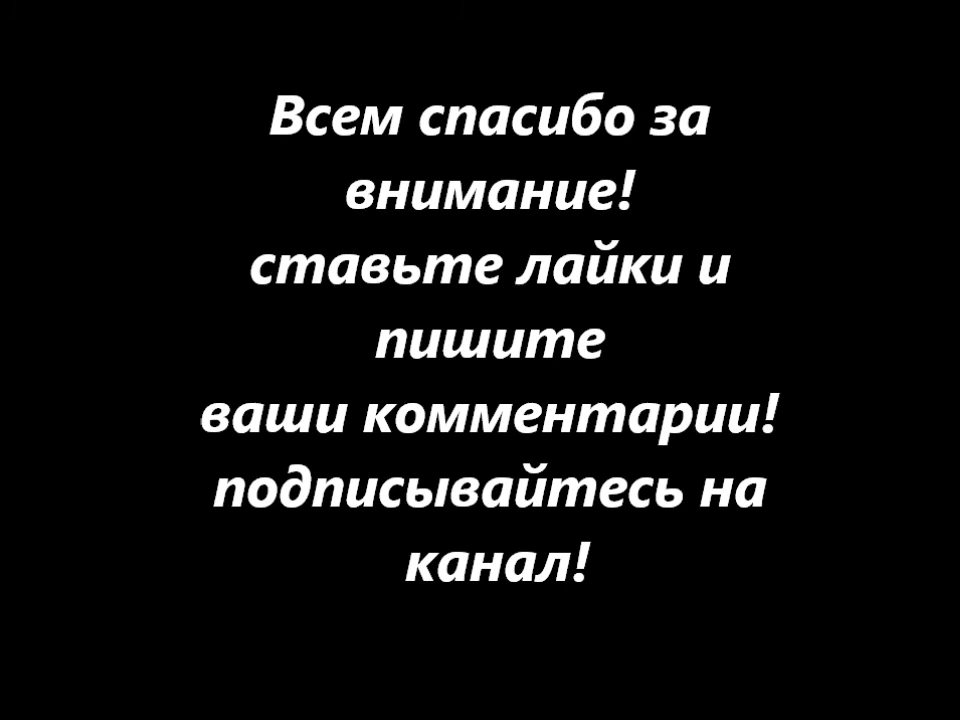 Всем спасибо за
внимание!
ставьте лайки и
пишите
ваши комментарии!
подписывайтесь на
канал!